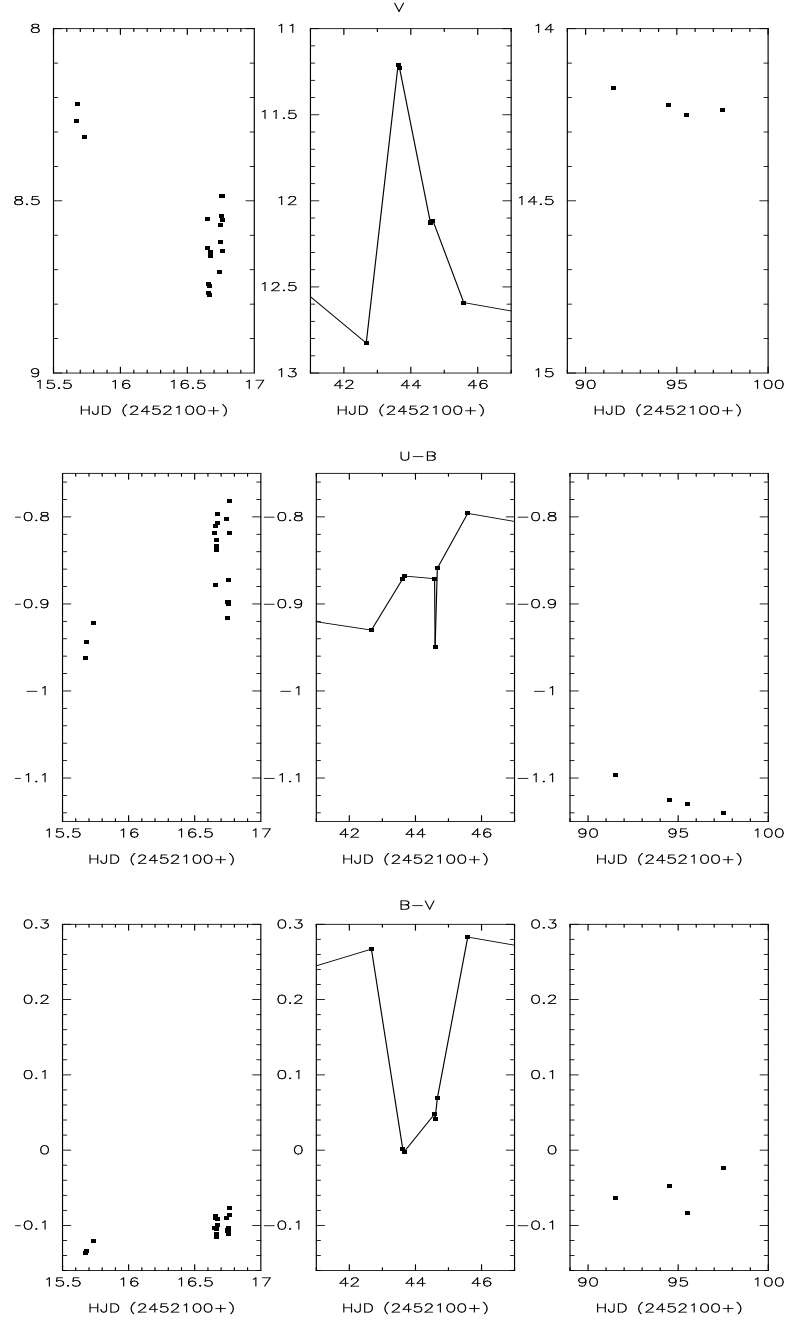 V
8 8.5 9
15.5 16 16.5 17
HJD (2452100+)
11 11.5 12 12.5 13
42 44 46
HJD (2452100+)
14 14.5 15
90 95 100
HJD (2452100+)
U−B
-0.8 -0.9 -1 -1.1
15.5 16 16.5 17
HJD (2452100+)
−0.8 −0.9 −1 −1.1
42 44 46
HJD (2452100+)
−0.8 −0.9 −1 −1.1
90 95 100
HJD (2452100+)
B−V
0.3 0.2 0.1 0 -0.1
15.5 16 16.5 17
HJD (2452100+)
0.3 0.2 0.1 0 −0.1
42 44 46
HJD (2452100+)
0.3 0.2 0.1 0 −0.1
90 95 100
HJD (2452100+)